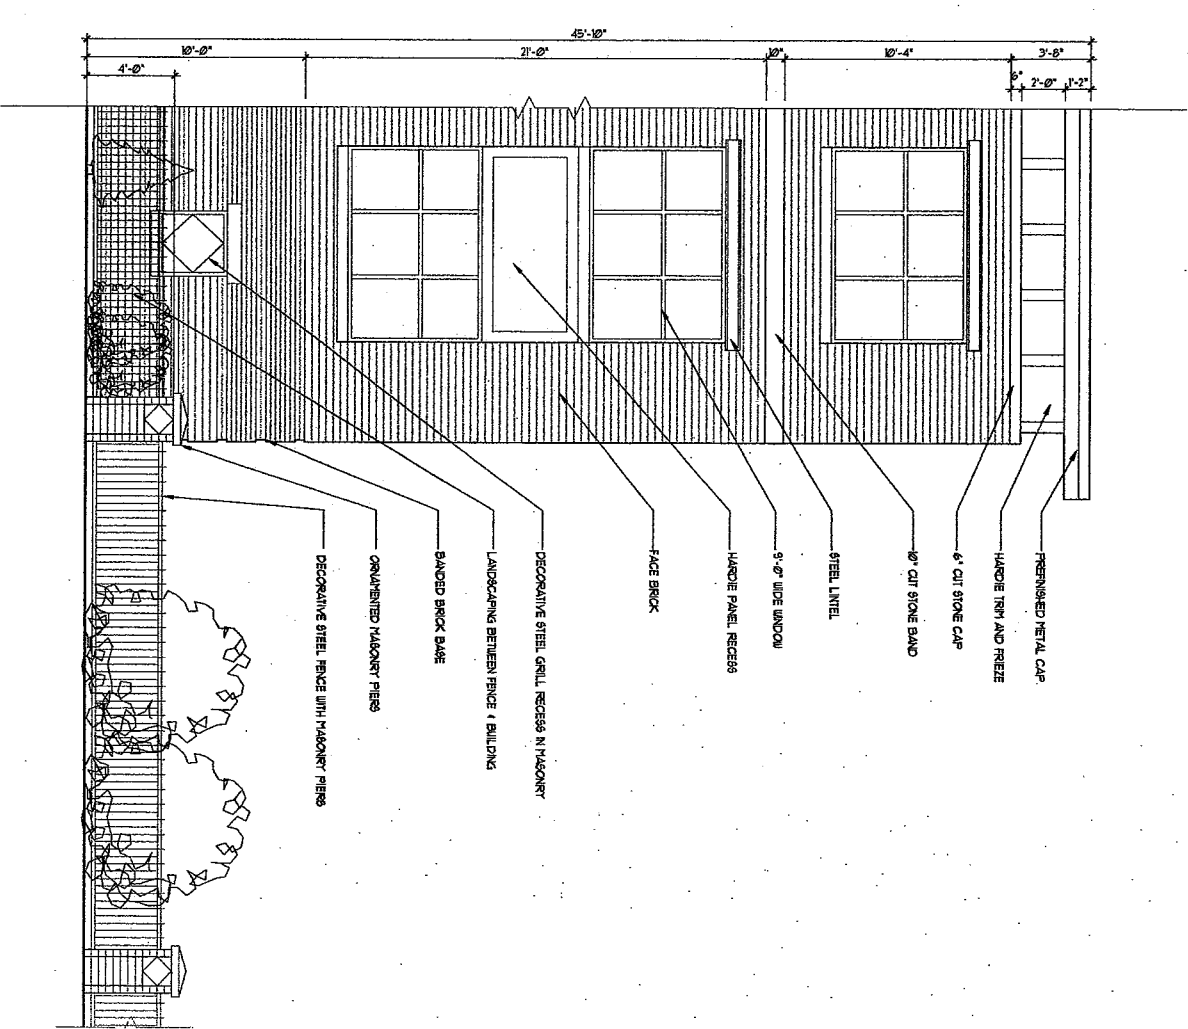 45'-10"
10'-0"
21'-0"
10"
10'-4"
3'-8"
4'-0"
6"
2'-0"
1'-2"
PREFINISHED METAL CAP
HARDIE TRIM AND FRIEZE
6" CUT STONE CAP
10" CUT STONE BAND
STEEL LINTEL
9'-0" WIDE WINDOW
HARDIE PANEL RECESS
FACE BRICK
DECORATIVE STEEL GRILL RECESS IN MASONRY
LANDSCAPING BETWEEN FENCE & BUILDING
BANDED BRICK BASE
ORNAMENTED MASONRY PIERS
DECORATIVE STEEL FENCE WITH MASONRY PIERS